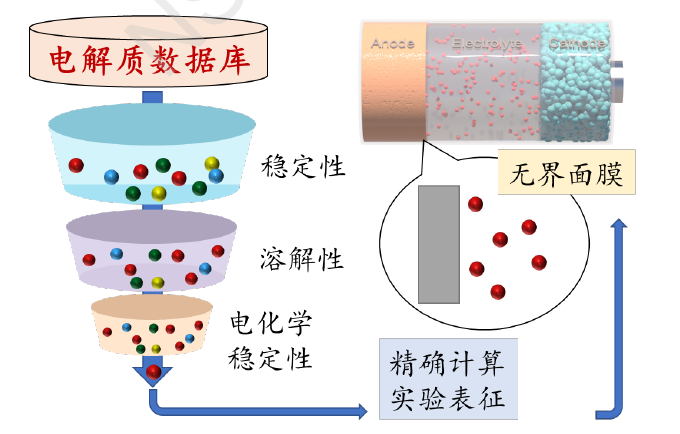 电解质数据库
稳定性
溶解性
电化学
稳定性
Anode
Electrolyte
Cathode
无界面膜
精确计算
实验表征